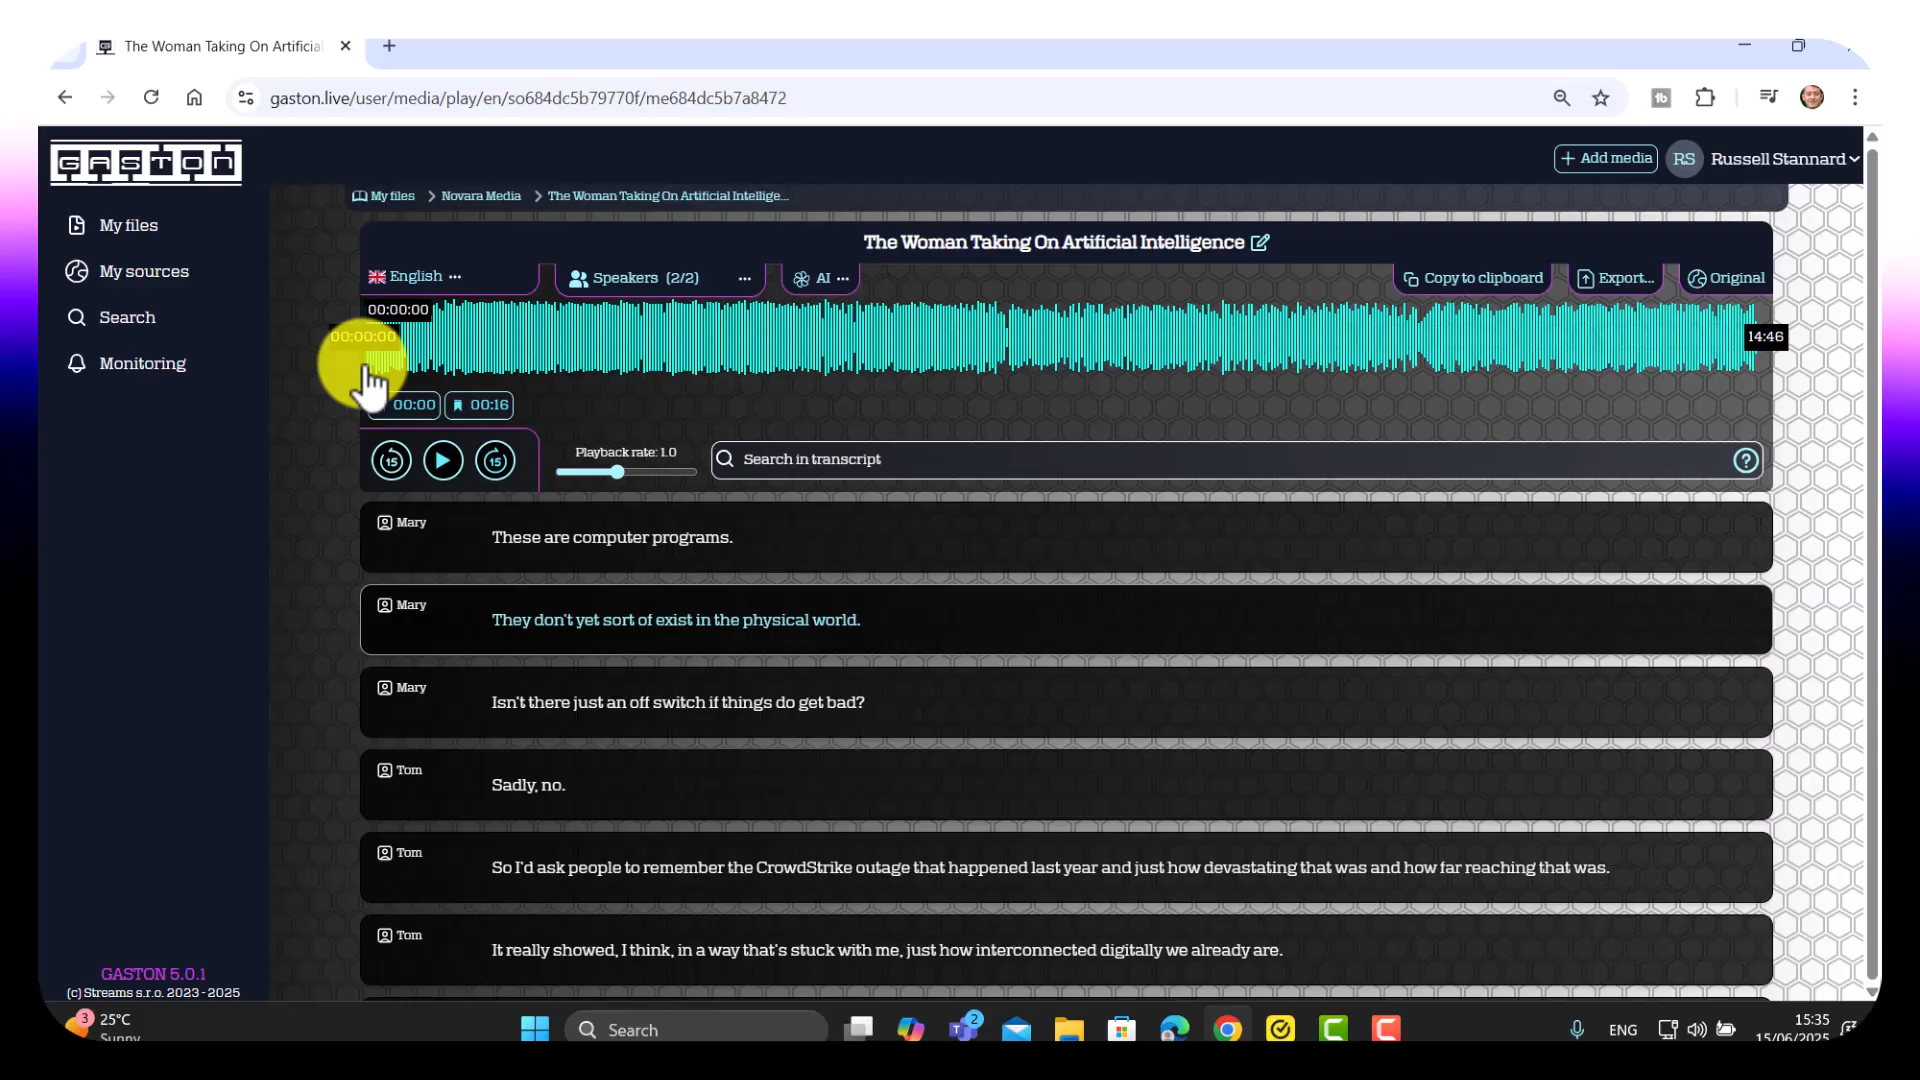 The Woman Taking On Artificia
gaston.live/user/media/play/en/so684dc5b79770f/me684dc5b7a8472
GASTON
Add media
RS
Russell Stannard
My files
Novara Media
The Woman Taking On Artificial Intellige...
My files
My sources
Search
Monitoring
The Woman Taking On Artificial Intelligence
English ...
Speakers (2/2) ...
AI ...
Copy to clipboard
Export...
Original
00:00:00
00:00:00
14:46
00:00
00:16
15
15
Playback rate: 1.0
Search in transcript
?
Mary
These are computer programs.
Mary
They don't yet sort of exist in the physical world.
Mary
Isn't there just an off switch if things do get bad?
Tom
Sadly, no.
Tom
So I'd ask people to remember the CrowdStrike outage that happened last year and just how devastating that was and how far reaching that was.
Tom
It really showed, I think, in a way that's stuck with me, just how interconnected digitally we already are.
GASTON 5.0.1
(c) Streams s.r.o. 2023 - 2025
3
25°C
Sunny
Search
2
ENG
15:35
15/06/2025